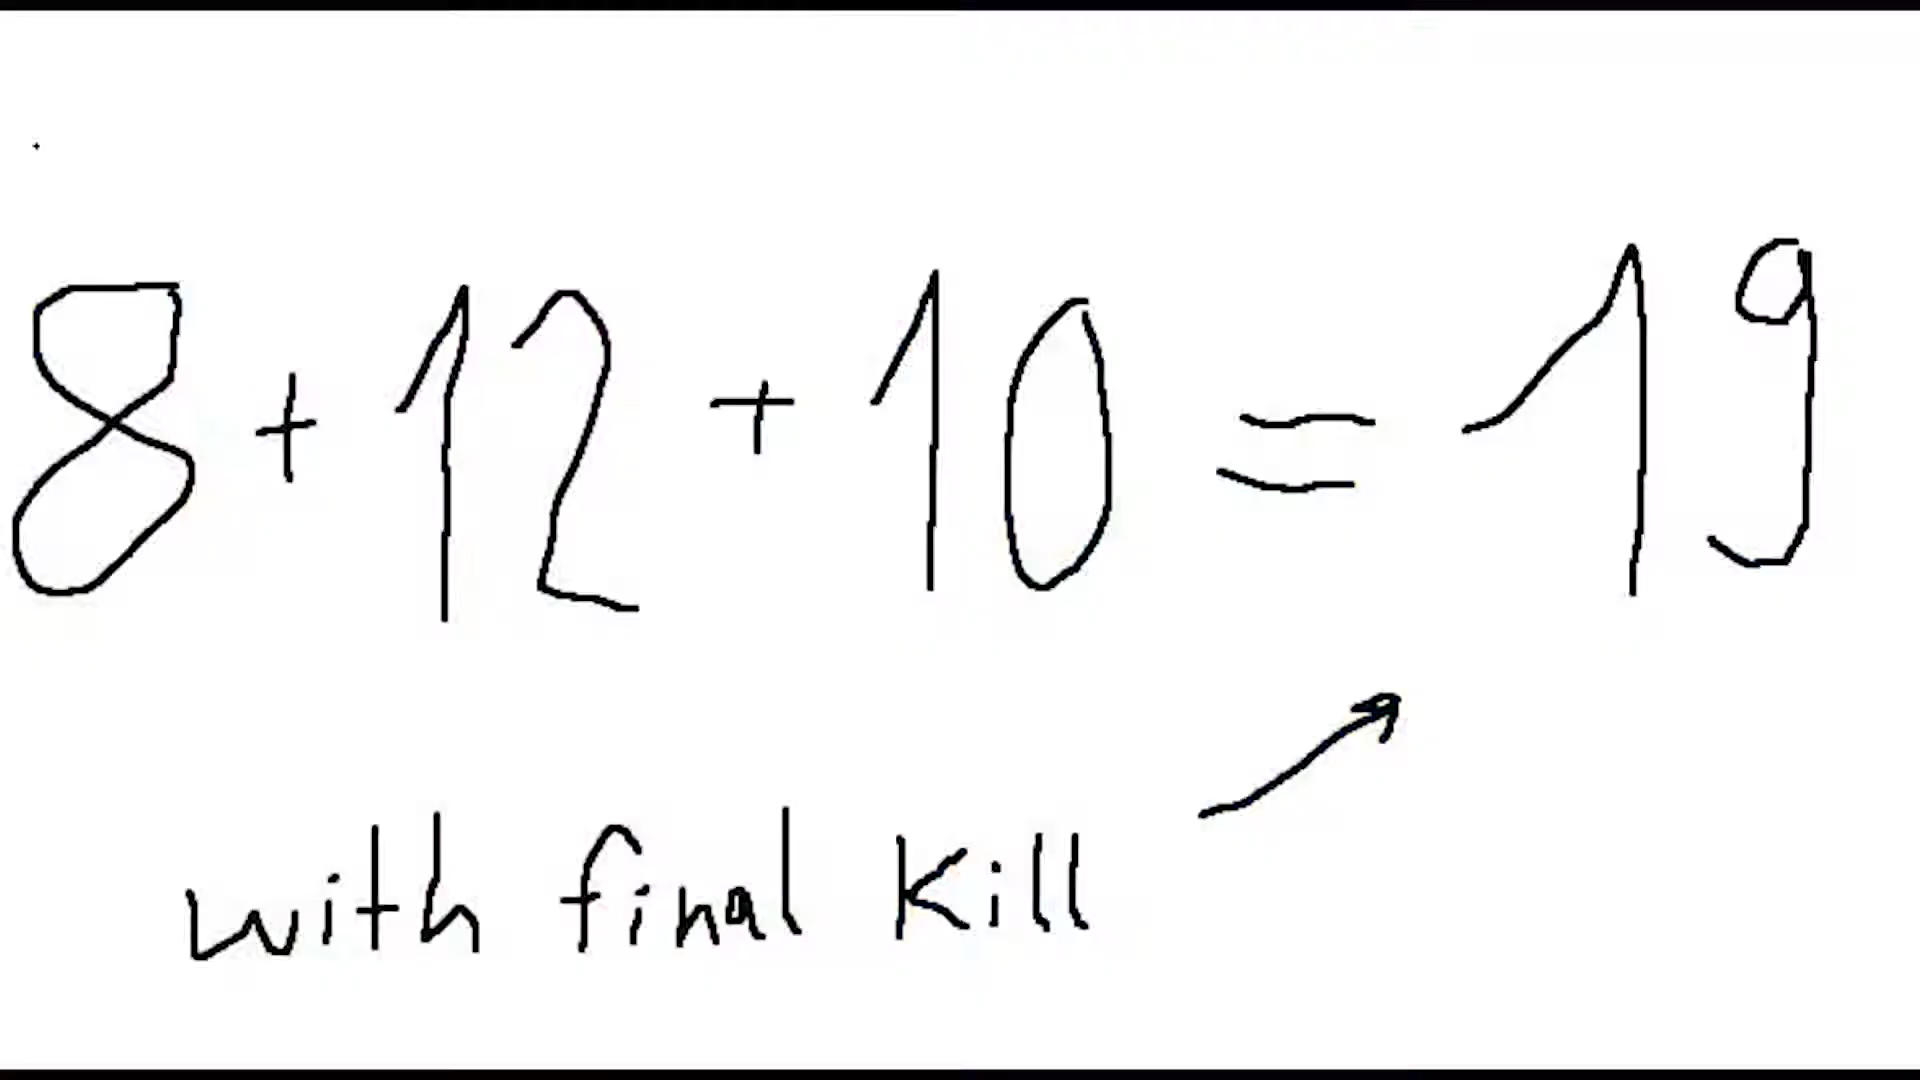 8 + 12 + 10 = 19
with final kill